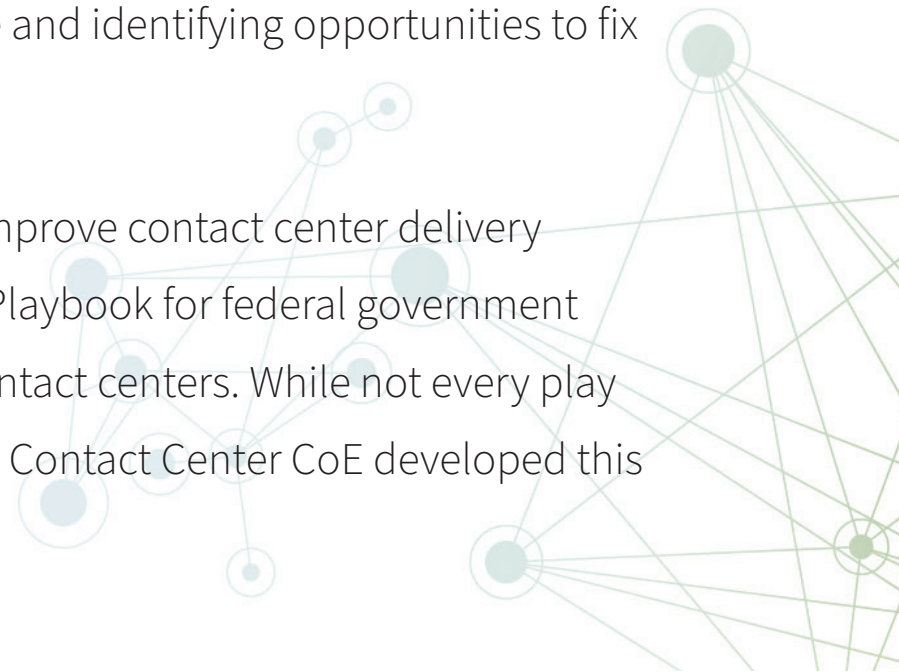 and identifying opportunities to fix
prove contact center delivery
Playbook for federal government
ntact centers. While not every play
Contact Center CoE developed this